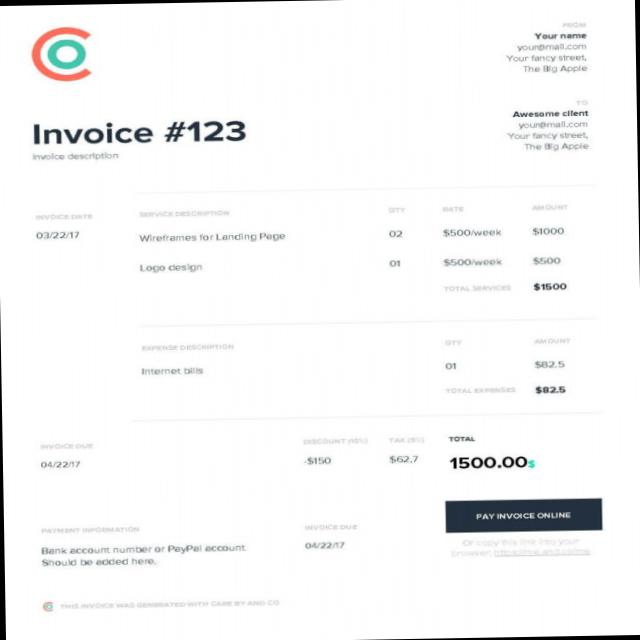 FROM
Your name
your@mail.com
Your fancy street,
The Big Apple
TO
Awesome client
your@mail.com
Your fancy street,
The Big Apple
Invoice #123
Invoice description
INVOICE DATE
03/22/17
SERVICE DESCRIPTION QTY RATE AMOUNT
Wireframes for Landing Page 02 $500/week $1000
Logo design 01 $500/week $500
TOTAL SERVICES $1500
EXPENSE DESCRIPTION QTY AMOUNT
Internet bills 01 $82.5
TOTAL EXPENSES $82.5
INVOICE DUE DISCOUNT (10%) TAX (5%) TOTAL
04/22/17 -$150 $62,7 1500.00$
PAY INVOICE ONLINE
Or copy this link into your
browser:
PAYMENT INFORMATION INVOICE DUE
Bank account number or PayPal account. 04/22/17
Should be added here.
THIS INVOICE WAS GENERATED WITH CARE BY AND CO